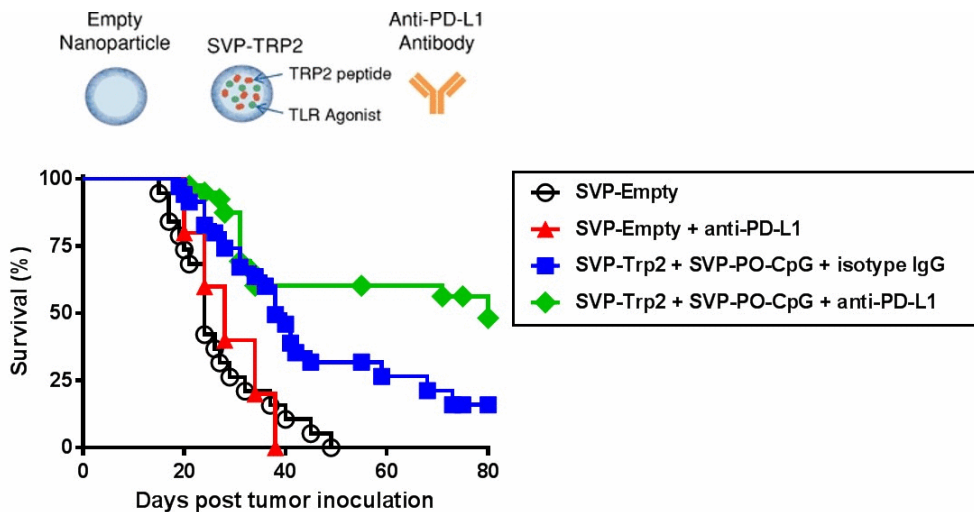 Empty
Nanoparticle
SVP-TRP2
Anti-PD-L1
Antibody
TRP2 peptide
TLR Agonist
100
75
50
25
0
Survival (%)
0 20 40 60 80
Days post tumor inoculation
SVP-Empty
SVP-Empty + anti-PD-L1
SVP-Trp2 + SVP-PO-CpG + isotype IgG
SVP-Trp2 + SVP-PO-CpG + anti-PD-L1